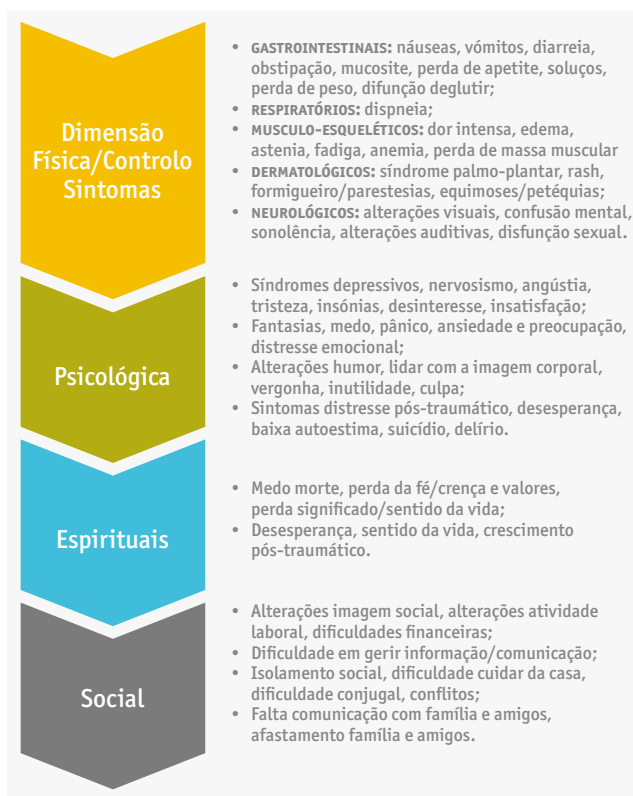 Dimensão
Física/Controlo
Sintomas
• GASTROINTESTINAIS: náuseas, vómitos, diarreia,
obstipação, mucosite, perda de apetite, soluços,
perda de peso, difunção deglutir;
• RESPIRATÓRIOS: dispneia;
• MUSCULO-ESQUELÉTICOS: dor intensa, edema,
astenia, fadiga, anemia, perda de massa muscular
• DERMATOLÓGICOS: síndrome palmo-plantar, rash,
formigueiro/parestesias, equimoses/petéquias;
• NEUROLÓGICOS: alterações visuais, confusão mental,
sonolência, alterações auditivas, disfunção sexual.
Psicológica
• Síndromes depressivos, nervosismo, angústia,
tristeza, insónias, desinteresse, insatisfação;
• Fantasias, medo, pânico, ansiedade e preocupação,
distresse emocional;
• Alterações humor, lidar com a imagem corporal,
vergonha, inutilidade, culpa;
• Sintomas distresse pós-traumático, desesperança,
baixa autoestima, suicídio, delírio.
Espirituais
• Medo morte, perda da fé/crença e valores,
perda significado/sentido da vida;
• Desesperança, sentido da vida, crescimento
pós-traumático.
Social
• Alterações imagem social, alterações atividade
laboral, dificuldades financeiras;
• Dificuldade em gerir informação/comunicação;
• Isolamento social, dificuldade cuidar da casa,
dificuldade conjugal, conflitos;
• Falta comunicação com família e amigos,
afastamento família e amigos.